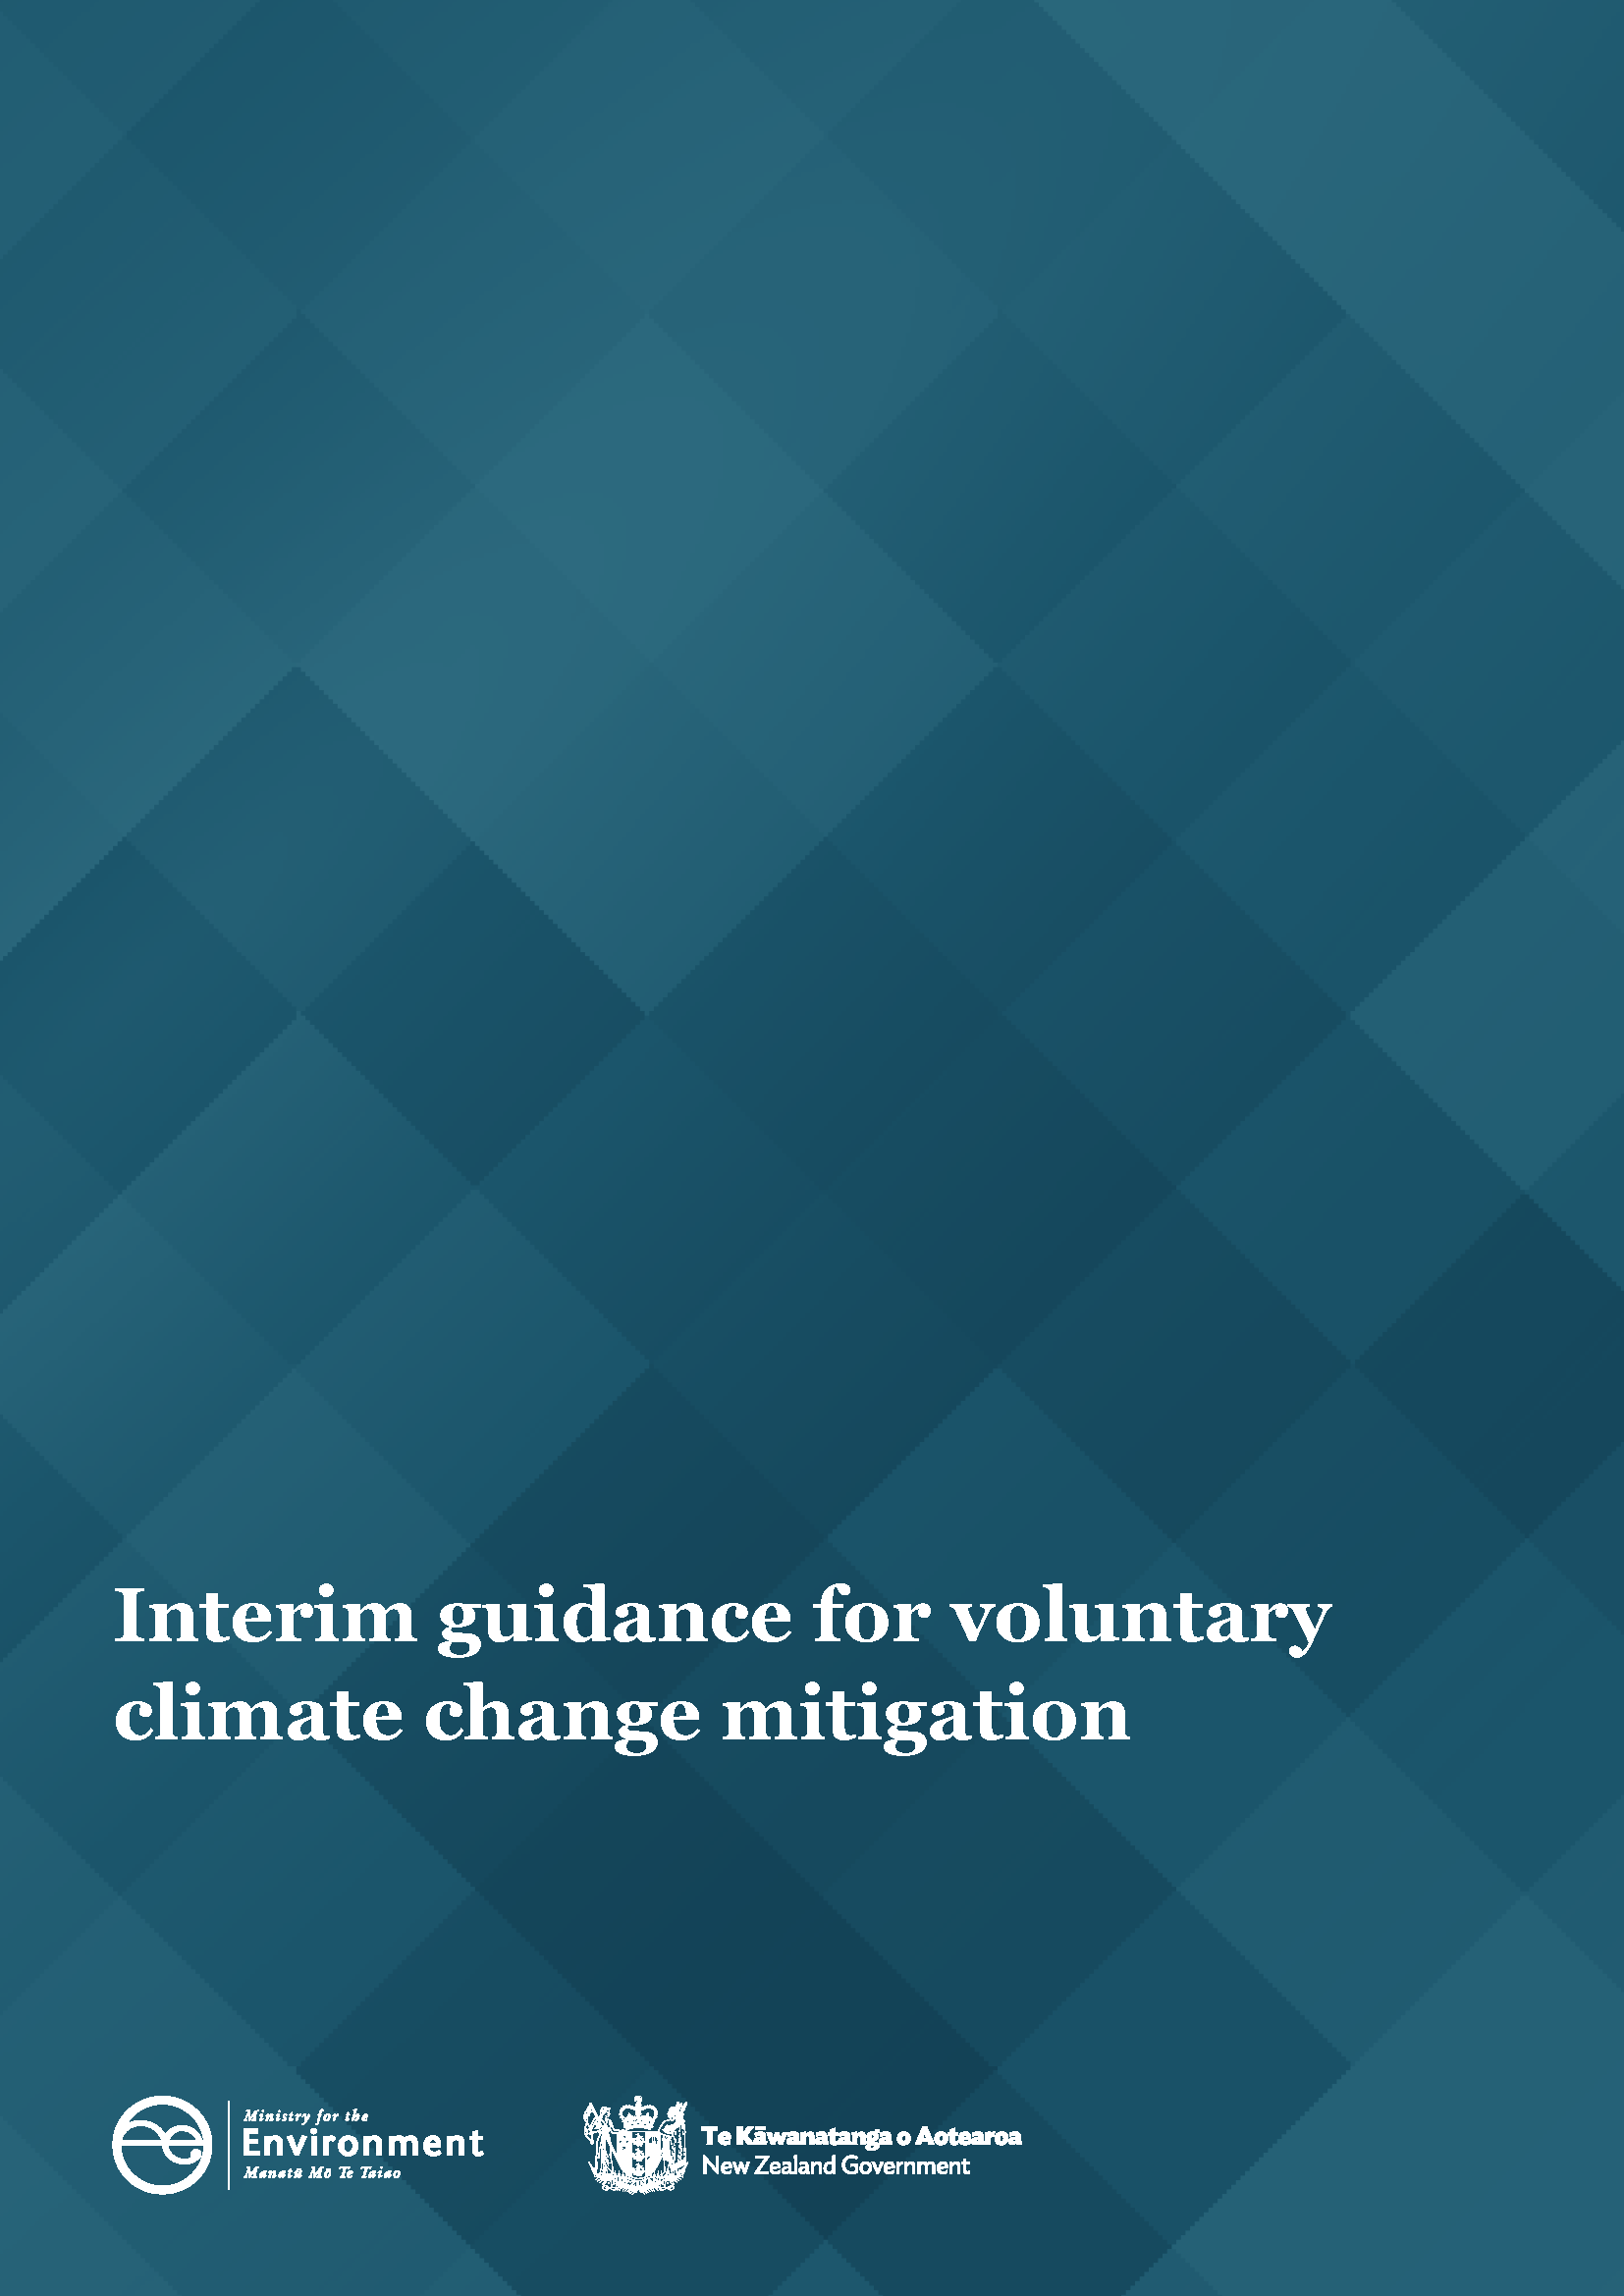 Interim guidance for voluntary
climate change mitigation
Ministry for the
Environment
Manatū Mō Te Taiao
Te Kāwanatanga o Aotearoa
New Zealand Government